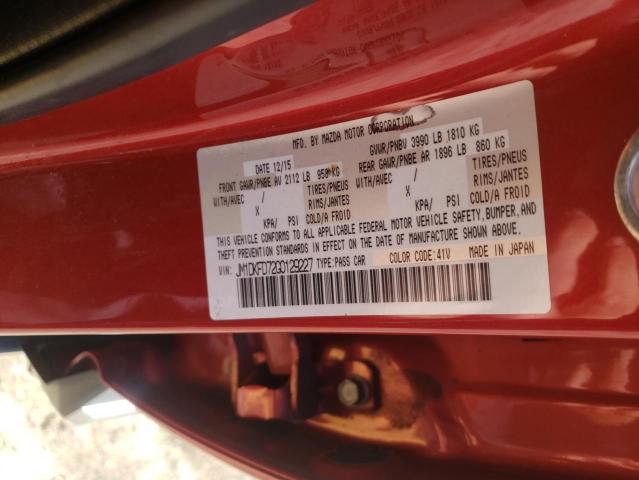 MFD. BY MAZDA MOTOR CORPORATION
DATE 12/15 GVWR/PNBV 3990 LB 1810 KG
FRONT GAWR/PNBE AV 2112 LB 958 KG REAR GAWR/PNBE AR 1896 LB 860 KG
WITH/AVEC / TIRES/PNEUS WITH/AVEC / TIRES/PNEUS
X RIMS/JANTES X RIMS/JANTES
KPA/ PSI COLD/A FROID KPA/ PSI COLD/A FROID
THIS VEHICLE CONFORMS TO ALL APPLICABLE FEDERAL MOTOR VEHICLE SAFETY, BUMPER, AND
THEFT PREVENTION STANDARDS IN EFFECT ON THE DATE OF MANUFACTURE SHOWN ABOVE.
VIN: JM1DKFD72G0129227 TYPE:PASS CAR COLOR CODE:41V MADE IN JAPAN